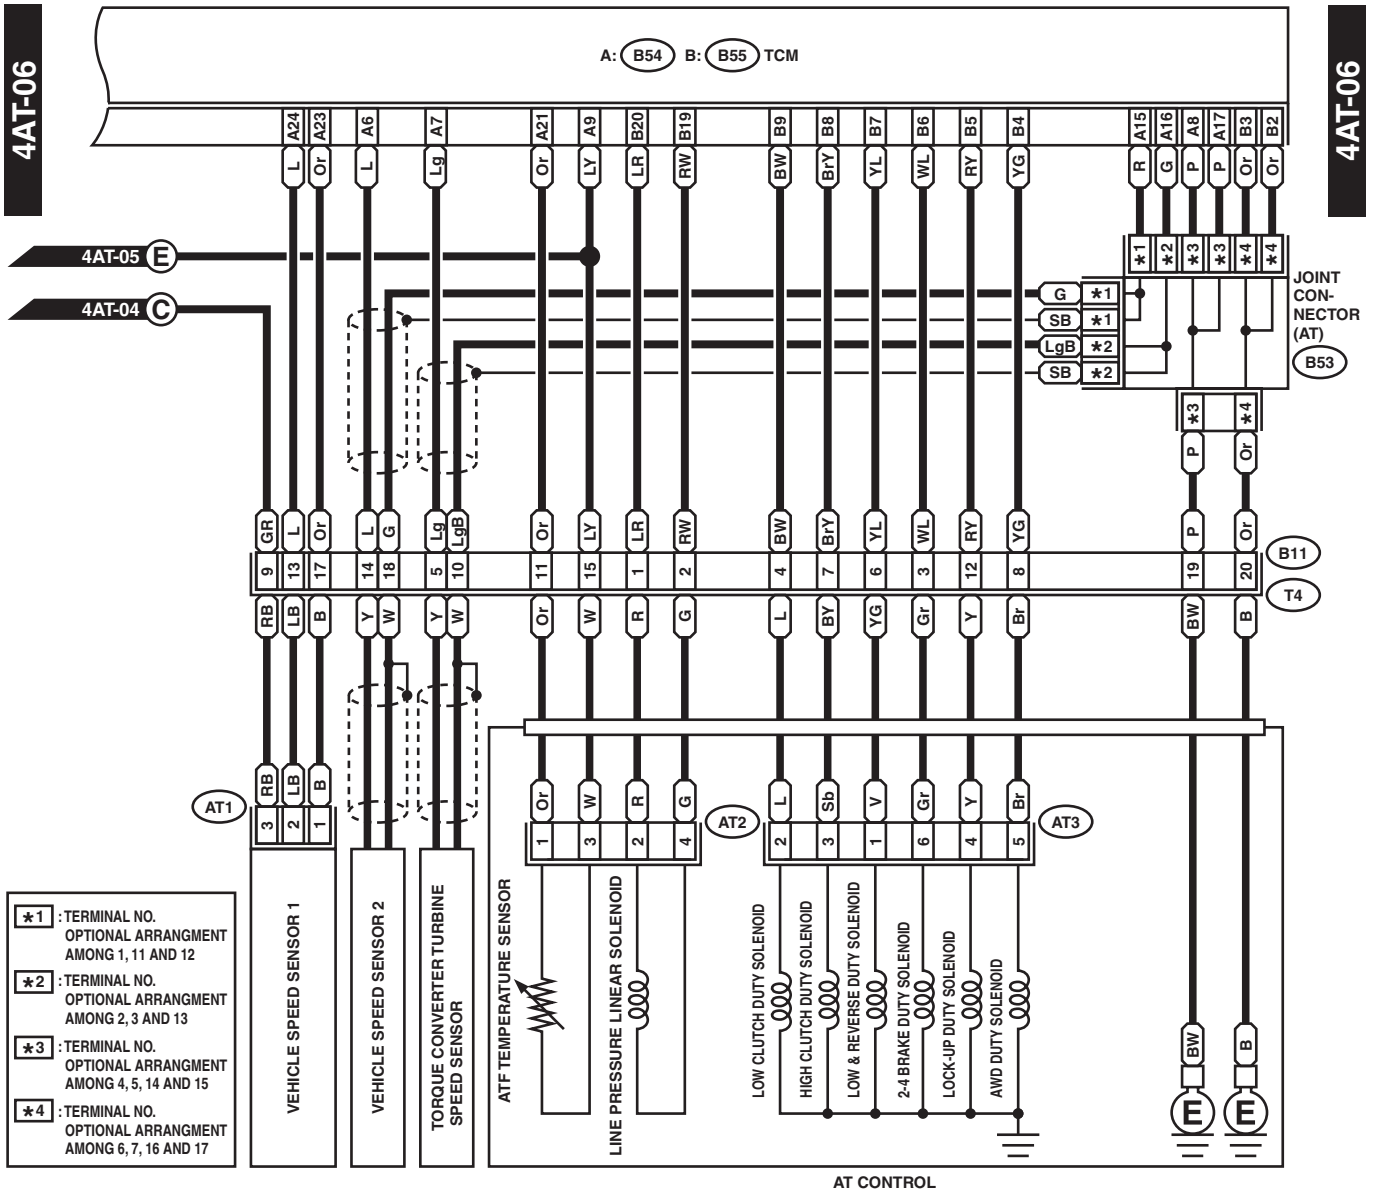 4AT-06
4AT-06
A: B54 B: B55 TCM
A24 A23 A6 A7 A21 A9 B20 B19 B9 B8 B7 B6 B5 B4 A15 A16 A8 A17 B3 B2
L Or L Lg Or LY LR RW BW BrY YL WL RY YG R G P P Or Or
4AT-05 E
*1 *2 *3 *3 *4 *4
4AT-04 C
G *1
SB *1
LgB *2
SB *2
JOINT
CON-
NECTOR
(AT)
B53
*3 *4
P Or
GR L Or L G Lg LgB Or LY LR RW BW BrY YL WL RY YG P Or
9 13 17 14 18 5 10 11 15 1 2 4 7 6 3 12 8 19 20
B11
T4
RB LB B Y W Y W Or W R G L BY YG Gr Y Br BW B
RB LB B
AT1
3 2 1
Or W R G
1 3 2 4
AT2
L Sb V Gr Y Br
2 3 1 6 4 5
AT3
VEHICLE SPEED SENSOR 1
VEHICLE SPEED SENSOR 2
TORQUE CONVERTER TURBINE
SPEED SENSOR
ATF TEMPERATURE SENSOR
LINE PRESSURE LINEAR SOLENOID
LOW CLUTCH DUTY SOLENOID
HIGH CLUTCH DUTY SOLENOID
LOW & REVERSE DUTY SOLENOID
2-4 BRAKE DUTY SOLENOID
LOCK-UP DUTY SOLENOID
AWD DUTY SOLENOID
BW B
E E
*1 : TERMINAL NO.
OPTIONAL ARRANGMENT
AMONG 1, 11 AND 12
*2 : TERMINAL NO.
OPTIONAL ARRANGMENT
AMONG 2, 3 AND 13
*3 : TERMINAL NO.
OPTIONAL ARRANGMENT
AMONG 4, 5, 14 AND 15
*4 : TERMINAL NO.
OPTIONAL ARRANGMENT
AMONG 6, 7, 16 AND 17
AT CONTROL